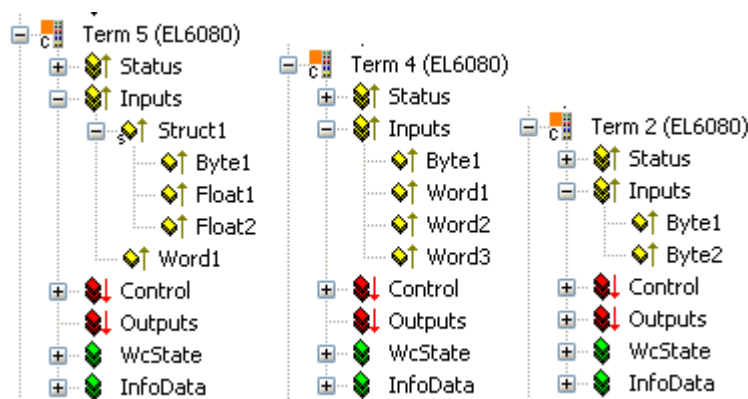 Term 5 (EL6080)
Status
Inputs
Struct1
Byte1
Float1
Float2
Word1
Control
Outputs
WcState
InfoData
Term 4 (EL6080)
Status
Inputs
Byte1
Word1
Word2
Word3
Control
Outputs
WcState
InfoData
Term 2 (EL6080)
Status
Inputs
Byte1
Byte2
Control
Outputs
WcState
InfoData